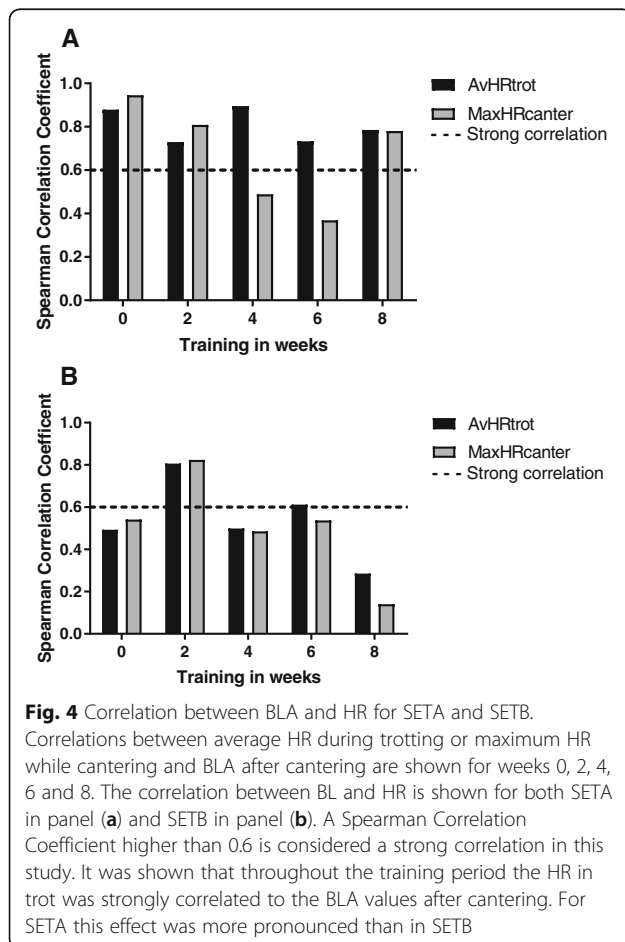 A
Spearman Correlation Coefficent
1.0
0.8
0.6
0.4
0.2
0.0
0 2 4 6 8
Training in weeks
AvHRtrot
MaxHRcanter
Strong correlation
B
Spearman Correlation Coefficent
1.0
0.8
0.6
0.4
0.2
0.0
0 2 4 6 8
Training in weeks
AvHRtrot
MaxHRcanter
Strong correlation
Fig. 4 Correlation between BLA and HR for SETA and SETB.
Correlations between average HR during trotting or maximum HR
while cantering and BLA after cantering are shown for weeks 0, 2, 4,
6 and 8. The correlation between BL and HR is shown for both SETA
in panel (a) and SETB in panel (b). A Spearman Correlation
Coefficient higher than 0.6 is considered a strong correlation in this
study. It was shown that throughout the training period the HR in
trot was strongly correlated to the BLA values after cantering. For
SETA this effect was more pronounced than in SETB